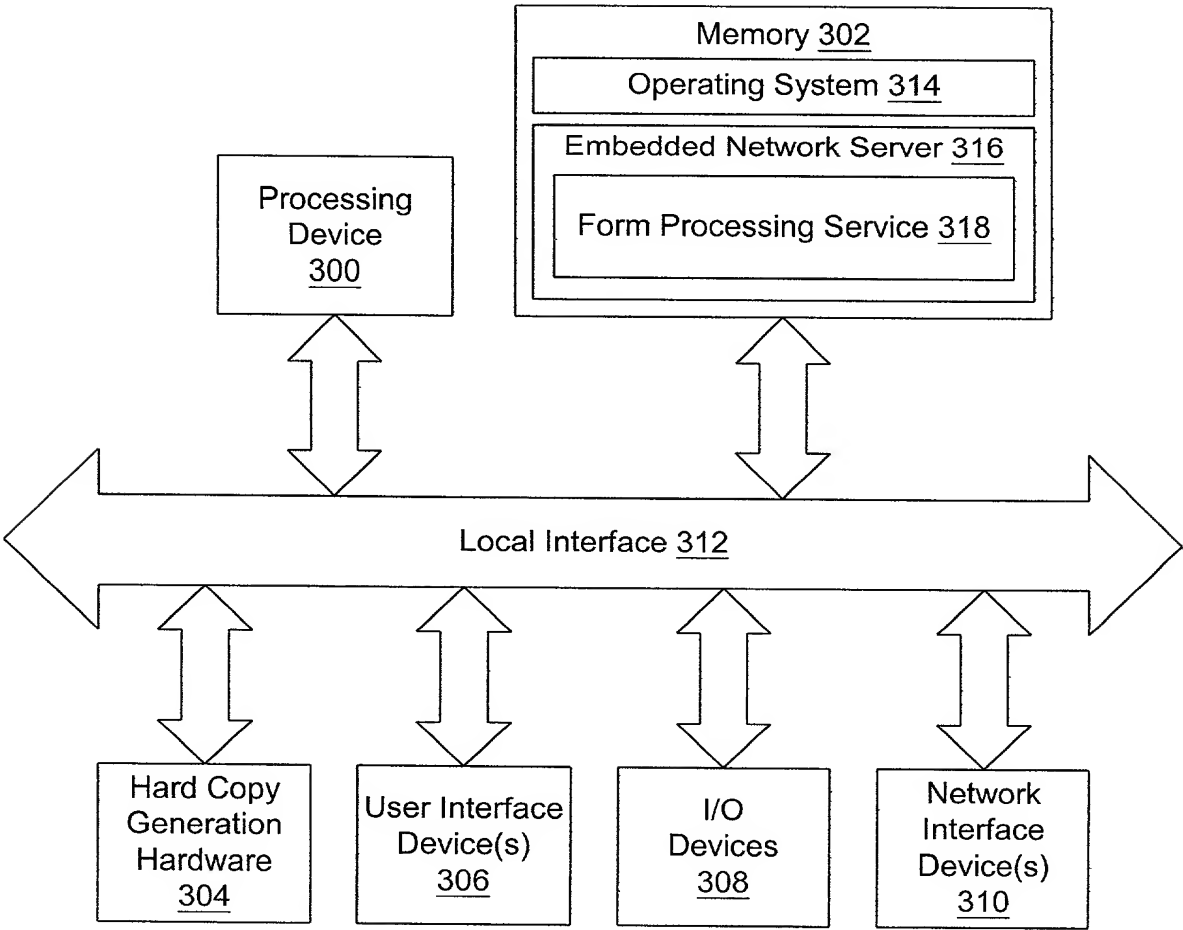 Memory 302
Operating System 314
Embedded Network Server 316
Form Processing Service 318
Processing
Device
300
Local Interface 312
Hard Copy
Generation
Hardware
304
User Interface
Device(s)
306
I/O
Devices
308
Network
Interface
Device(s)
310